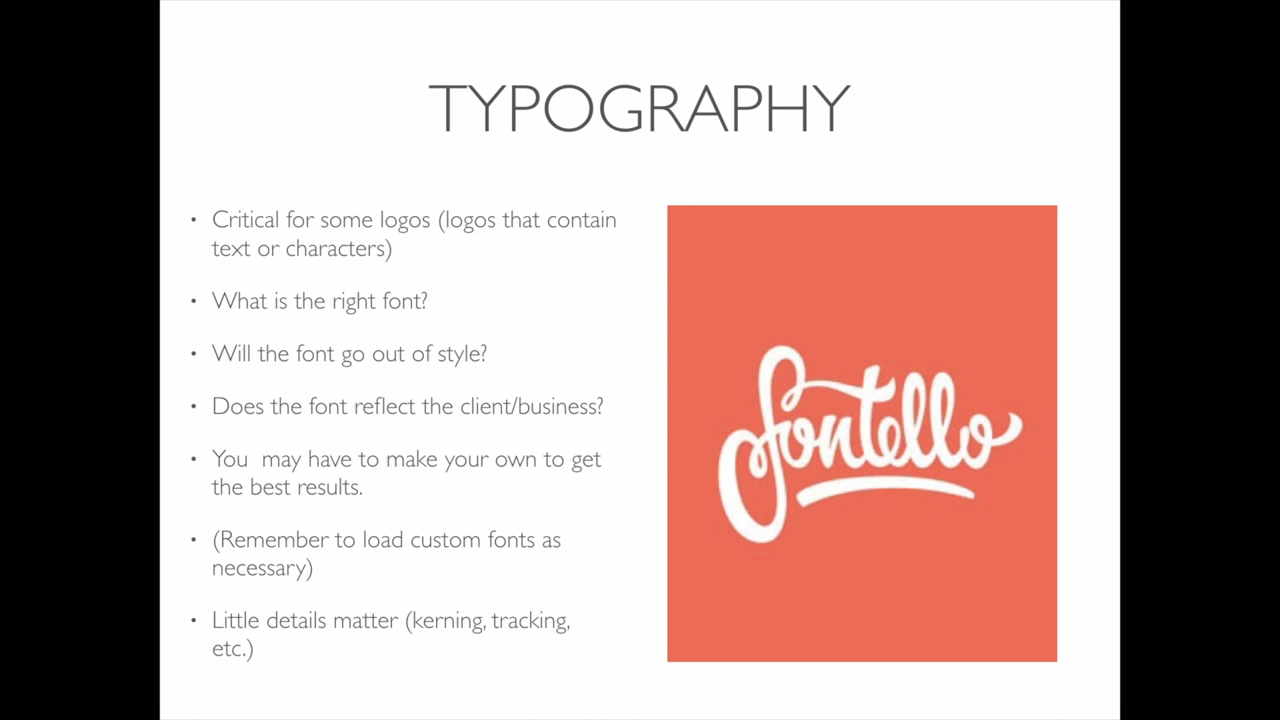 TYPOGRAPHY
• Critical for some logos (logos that contain
text or characters)
• What is the right font?
• Will the font go out of style?
• Does the font reflect the client/business?
• You  may have to make your own to get
the best results.
• (Remember to load custom fonts as
necessary)
• Little details matter (kerning, tracking,
etc.)
fontello